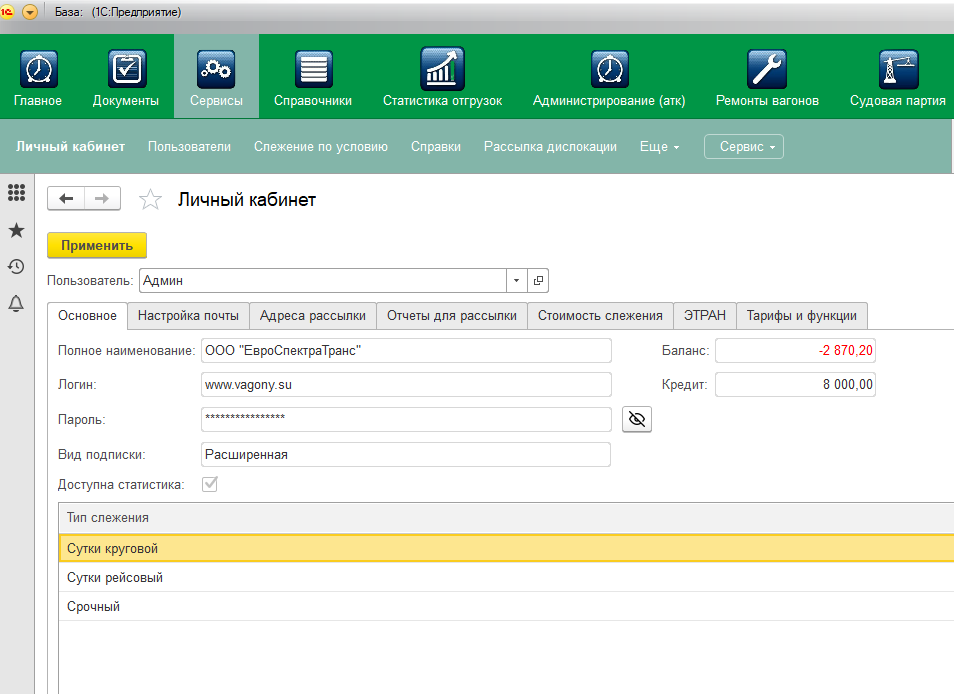 База: (1С:Предприятие)
Главное Документы Сервисы Справочники Статистика отгрузок Администрирование (атк) Ремонты вагонов Судовая партия
Личный кабинет Пользователи Слежение по условию Справки Рассылка дислокации Еще Сервис
Личный кабинет
Применить
Пользователь: Админ
Основное Настройка почты Адреса рассылки Отчеты для рассылки Стоимость слежения ЭТРАН Тарифы и функции
Полное наименование: ООО "ЕвроСпектраТранс" Баланс: -2 870,20
Логин: www.vagony.su Кредит: 8 000,00
Пароль: ****************
Вид подписки: Расширенная
Доступна статистика:
Тип слежения
Сутки круговой
Сутки рейсовый
Срочный